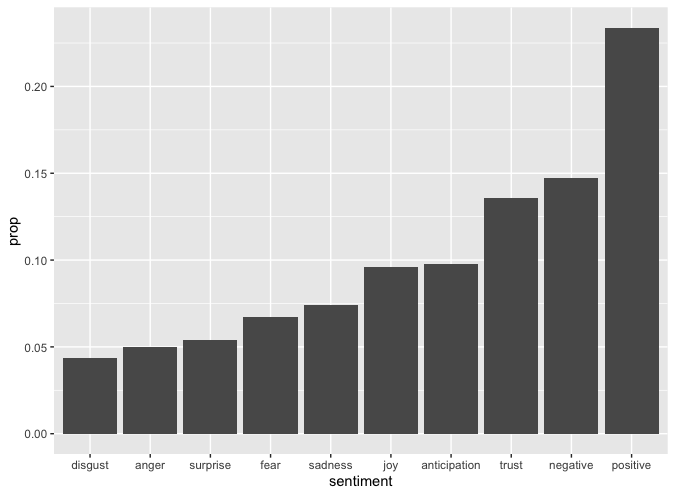 0.20
0.15
prop
0.10
0.05
0.00
disgust anger surprise fear sadness joy anticipation trust negative positive
sentiment